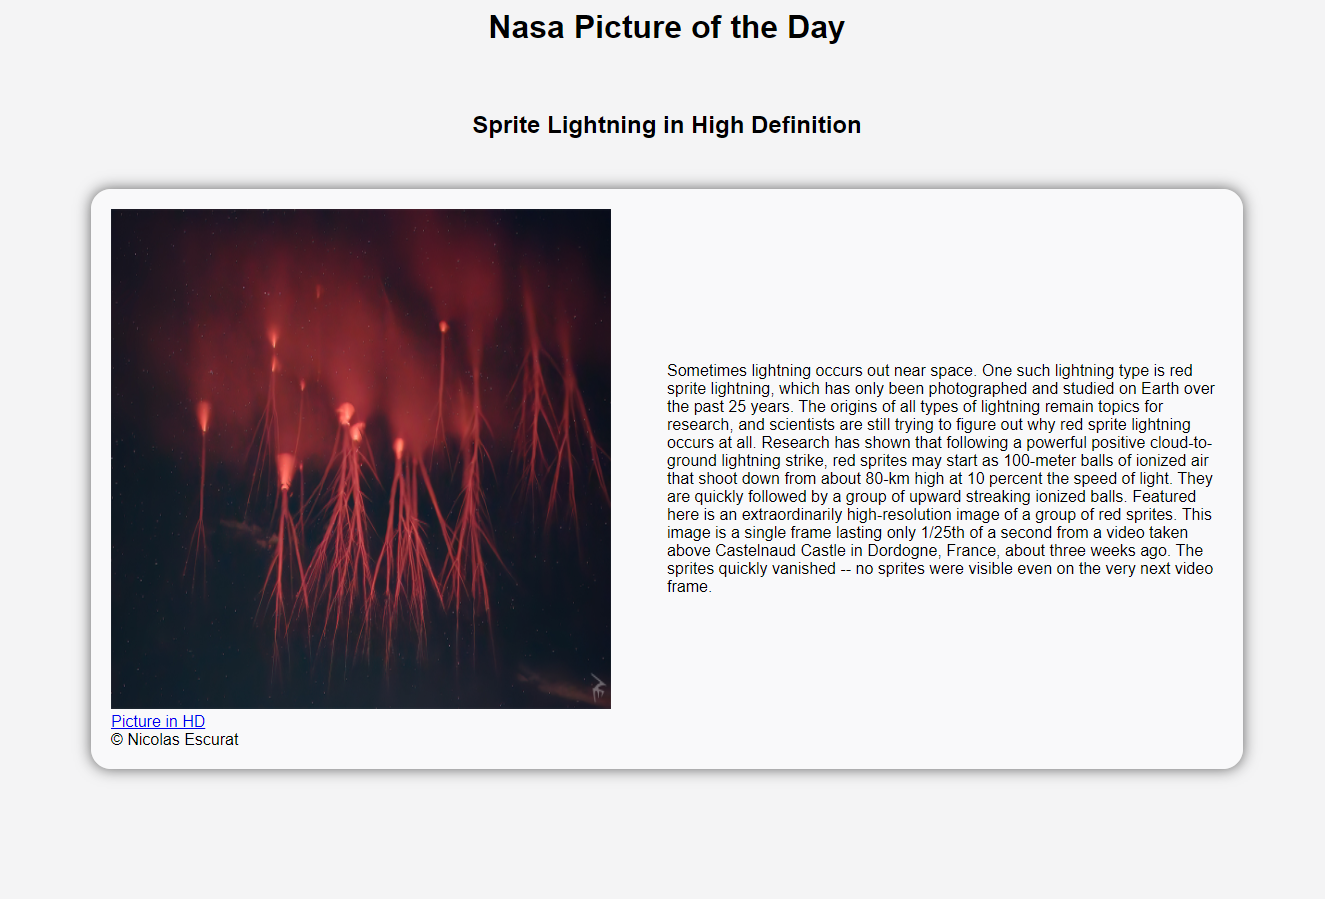 Nasa Picture of the Day
Sprite Lightning in High Definition
Sometimes lightning occurs out near space. One such lightning type is red
sprite lightning, which has only been photographed and studied on Earth over
the past 25 years. The origins of all types of lightning remain topics for
research, and scientists are still trying to figure out why red sprite lightning
occurs at all. Research has shown that following a powerful positive cloud-to-
ground lightning strike, red sprites may start as 100-meter balls of ionized air
that shoot down from about 80-km high at 10 percent the speed of light. They
are quickly followed by a group of upward streaking ionized balls. Featured
here is an extraordinarily high-resolution image of a group of red sprites. This
image is a single frame lasting only 1/25th of a second from a video taken
above Castelnaud Castle in Dordogne, France, about three weeks ago. The
sprites quickly vanished -- no sprites were visible even on the very next video
frame.
Picture in HD
© Nicolas Escurat